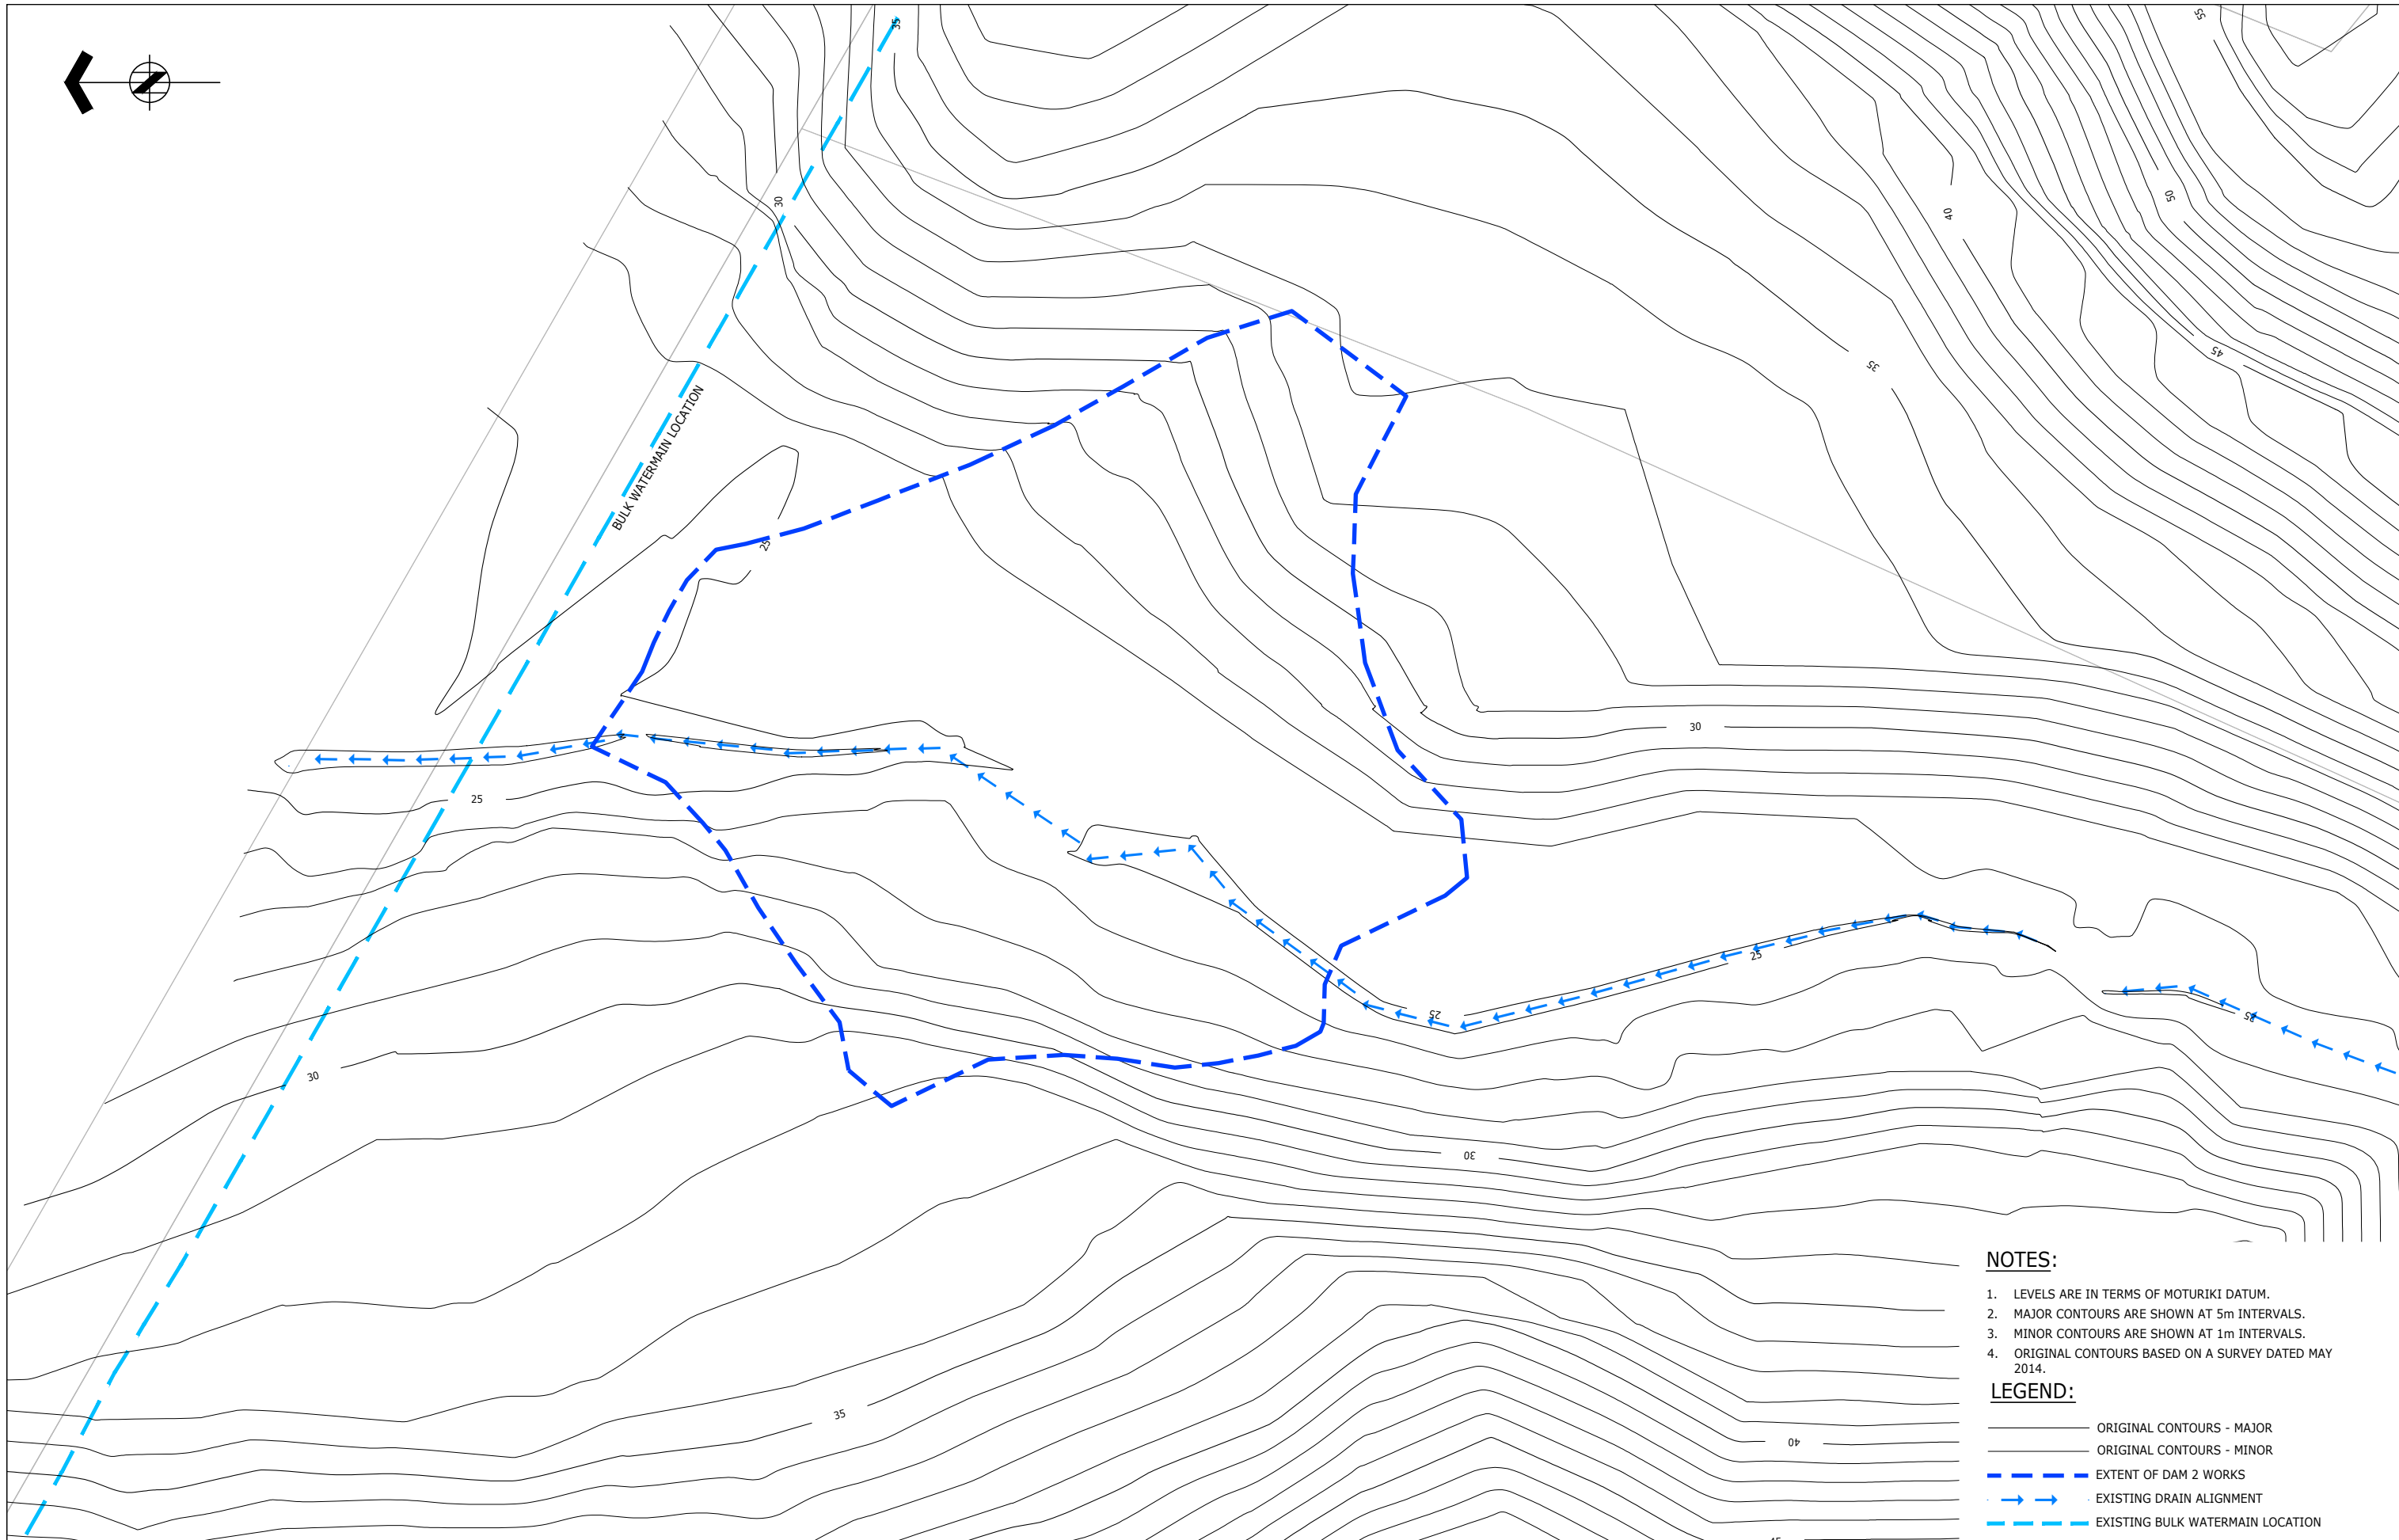 55
35
30
50
40
BULK WATERMAIN LOCATION
45
35
25
30
25
25
25
25
30
30
35
40
45
NOTES:
1. LEVELS ARE IN TERMS OF MOTURIKI DATUM.
2. MAJOR CONTOURS ARE SHOWN AT 5m INTERVALS.
3. MINOR CONTOURS ARE SHOWN AT 1m INTERVALS.
4. ORIGINAL CONTOURS BASED ON A SURVEY DATED MAY
2014.
LEGEND:
ORIGINAL CONTOURS - MAJOR
ORIGINAL CONTOURS - MINOR
EXTENT OF DAM 2 WORKS
EXISTING DRAIN ALIGNMENT
EXISTING BULK WATERMAIN LOCATION